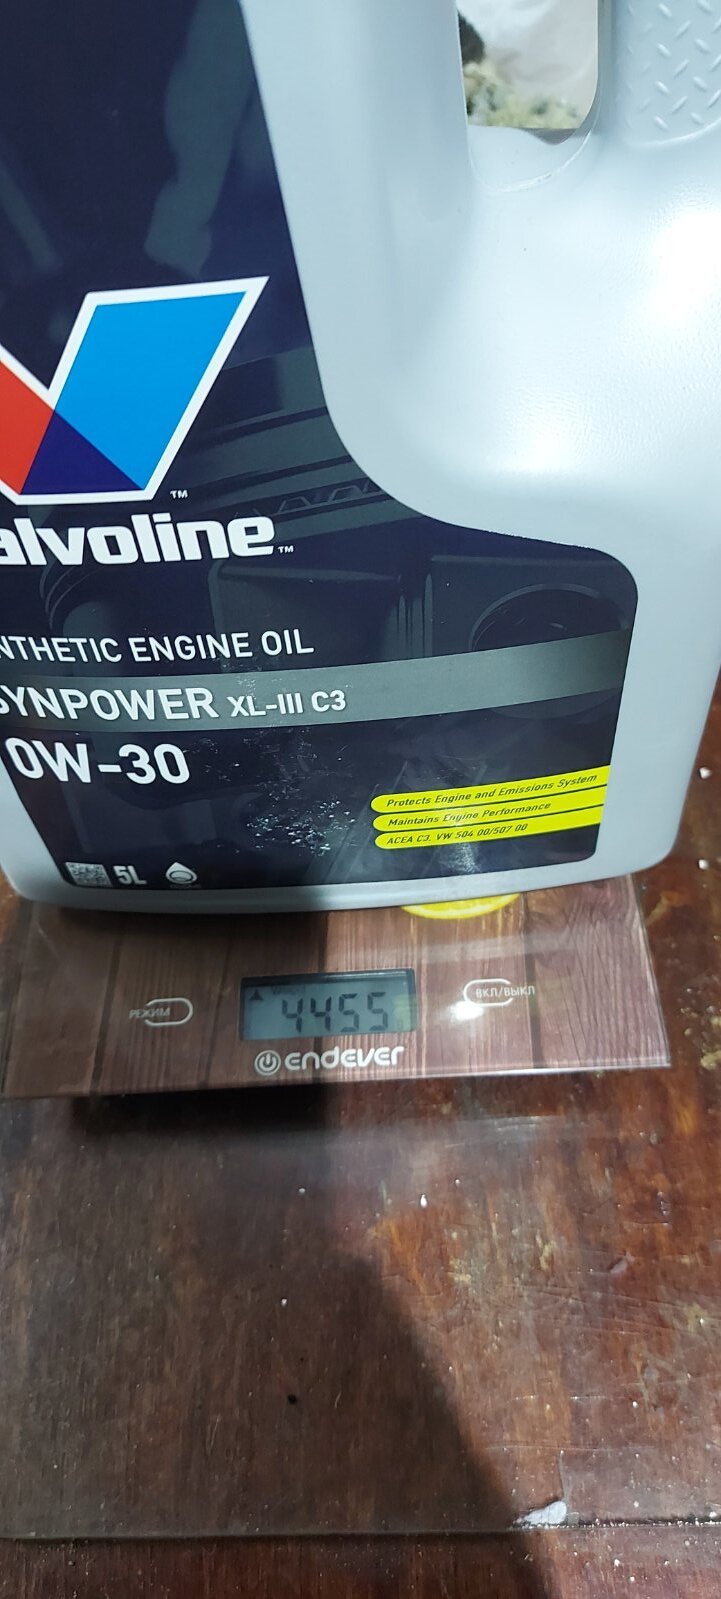 alvoline™
NTHETIC ENGINE OIL
SYNPOWER XL-III C3
0W-30
Protects Engine and Emissions System
Maintains Engine Performance
ACEA C3, VW 504 00/507 00
5L
РЕЖИМ
4455
ВКЛ/ВЫКЛ
endever